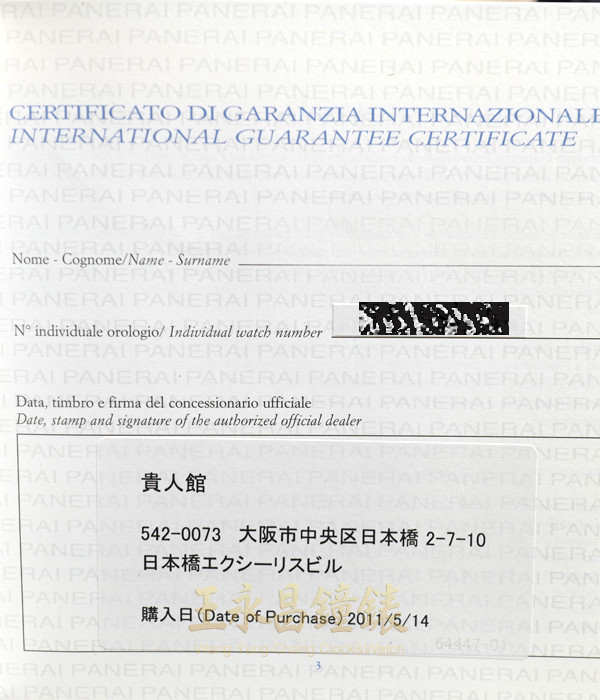 CERTIFICATO DI GARANZIA INTERNAZIONALE
INTERNATIONAL GUARANTEE CERTIFICATE
Nome - Cognome/Name - Surname
N° individuale orologio/ Individual watch number
Data, timbro e firma del concessionario ufficiale
Date, stamp and signature of the authorized official dealer
貴人館
542-0073 大阪市中央区日本橋 2-7-10
日本橋エクシーリスビル
王永昌鐘錶
購入日(Date of Purchase) 2011/5/14
64447-01
3